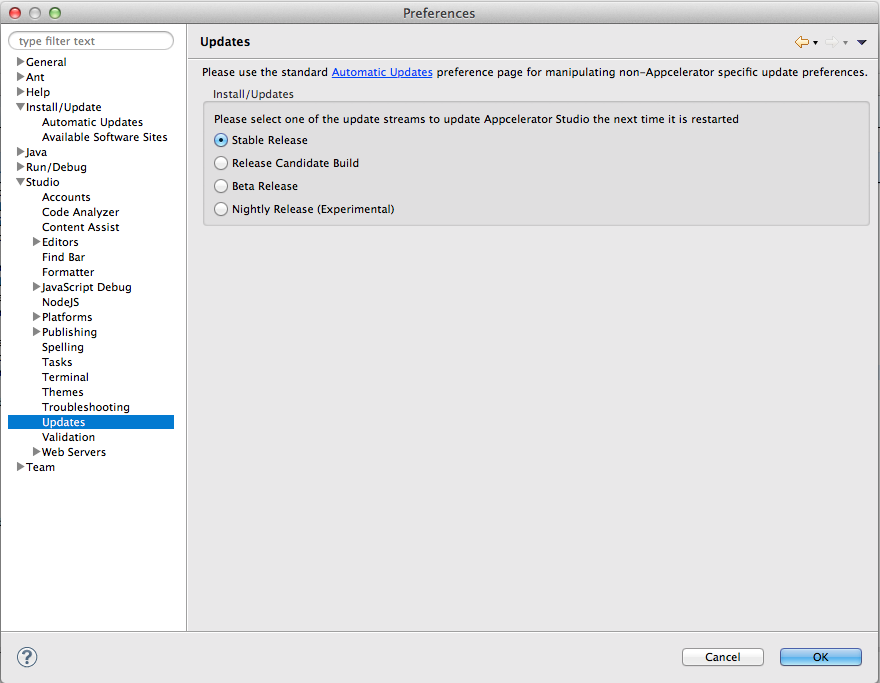 Preferences
type filter text
General
Ant
Help
Install/Update
Automatic Updates
Available Software Sites
Java
Run/Debug
Studio
Accounts
Code Analyzer
Content Assist
Editors
Find Bar
Formatter
JavaScript Debug
NodeJS
Platforms
Publishing
Spelling
Tasks
Terminal
Themes
Troubleshooting
Updates
Validation
Web Servers
Team
Updates
Please use the standard Automatic Updates preference page for manipulating non-Appcelerator specific update preferences.
Install/Updates
Please select one of the update streams to update Appcelerator Studio the next time it is restarted
Stable Release
Release Candidate Build
Beta Release
Nightly Release (Experimental)
?
Cancel
OK